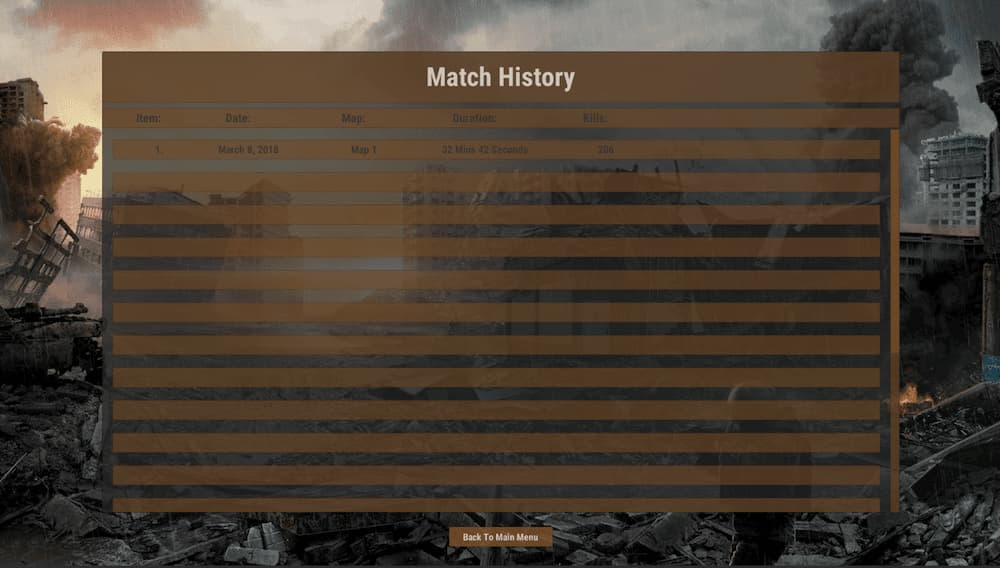 Match History
Item: Date: Map: Duration: Kills:
1. March 8, 2018 Map 1 32 Mins 42 Seconds 206
Back To Main Menu